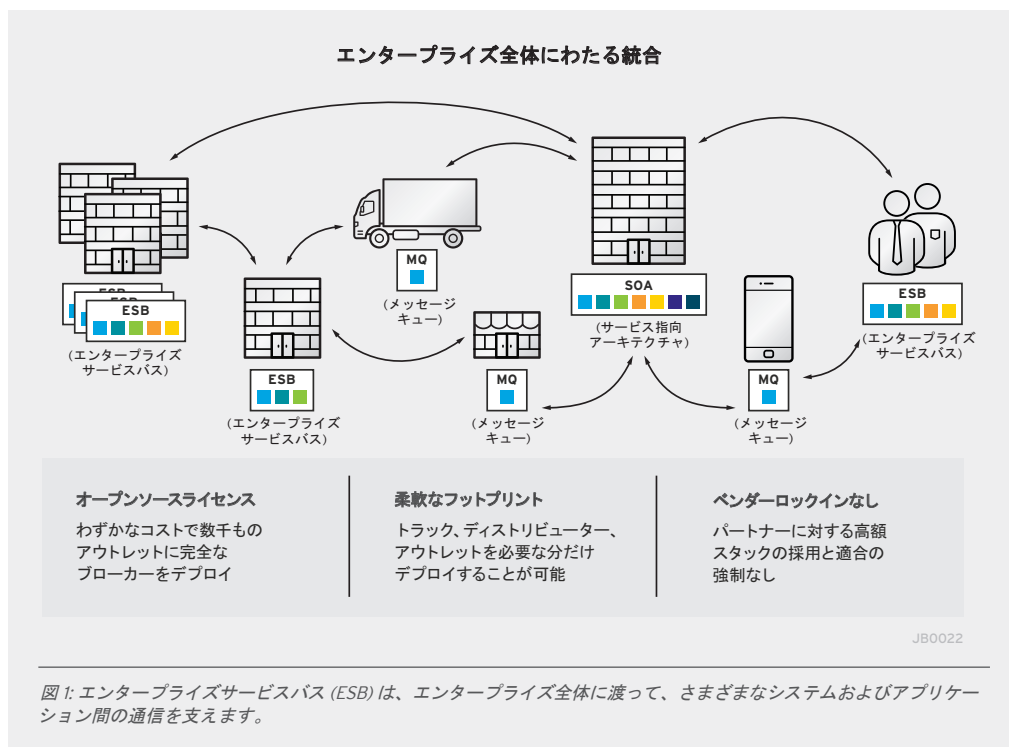 エンタープライズ全体にわたる統合
MQ
(メッセージ
キュー)
SOA
(サービス指向
アーキテクチャ)
ESB
(エンタープライズ
サービスバス)
ESB
ESB
ESB
(エンタープライズ
サービスバス)
ESB
(エンタープライズ
サービスバス)
MQ
(メッセージ
キュー)
MQ
(メッセージ
キュー)
オープンソースライセンス
わずかなコストで数千もの
アウトレットに完全な
ブローカーをデプロイ
柔軟なフットプリント
トラック、ディストリビューター、
アウトレットを必要な分だけ
デプロイすることが可能
ベンダーロックインなし
パートナーに対する高額
スタックの採用と適合の
強制なし
JB0022
図 1: エンタープライズサービスバス (ESB) は、エンタープライズ全体に渡って、さまざまなシステムおよびアプリケー
ション間の通信を支えます。